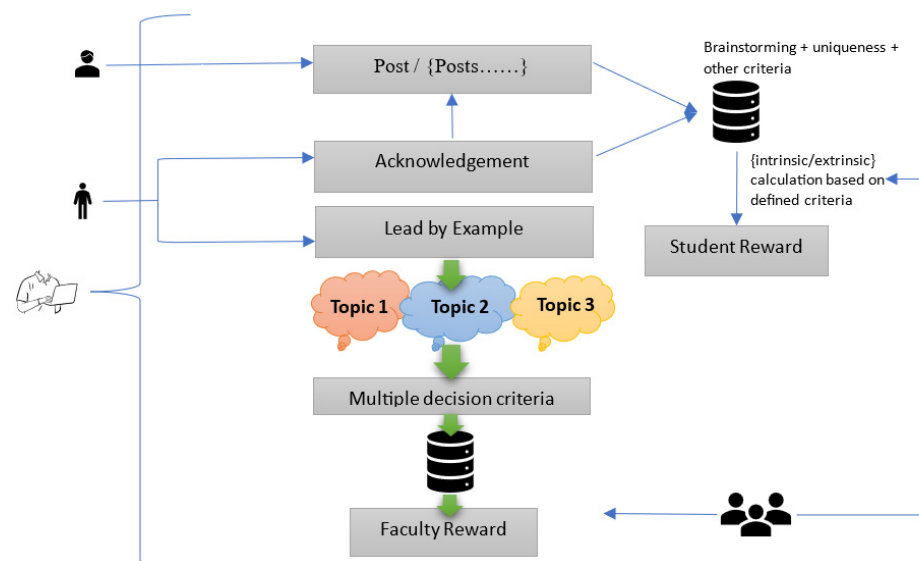 Post / {Posts......}
Brainstorming + uniqueness +
other criteria
Acknowledgement
{intrinsic/extrinsic}
calculation based on
defined criteria
Lead by Example
Student Reward
Topic 1
Topic 2
Topic 3
Multiple decision criteria
Faculty Reward